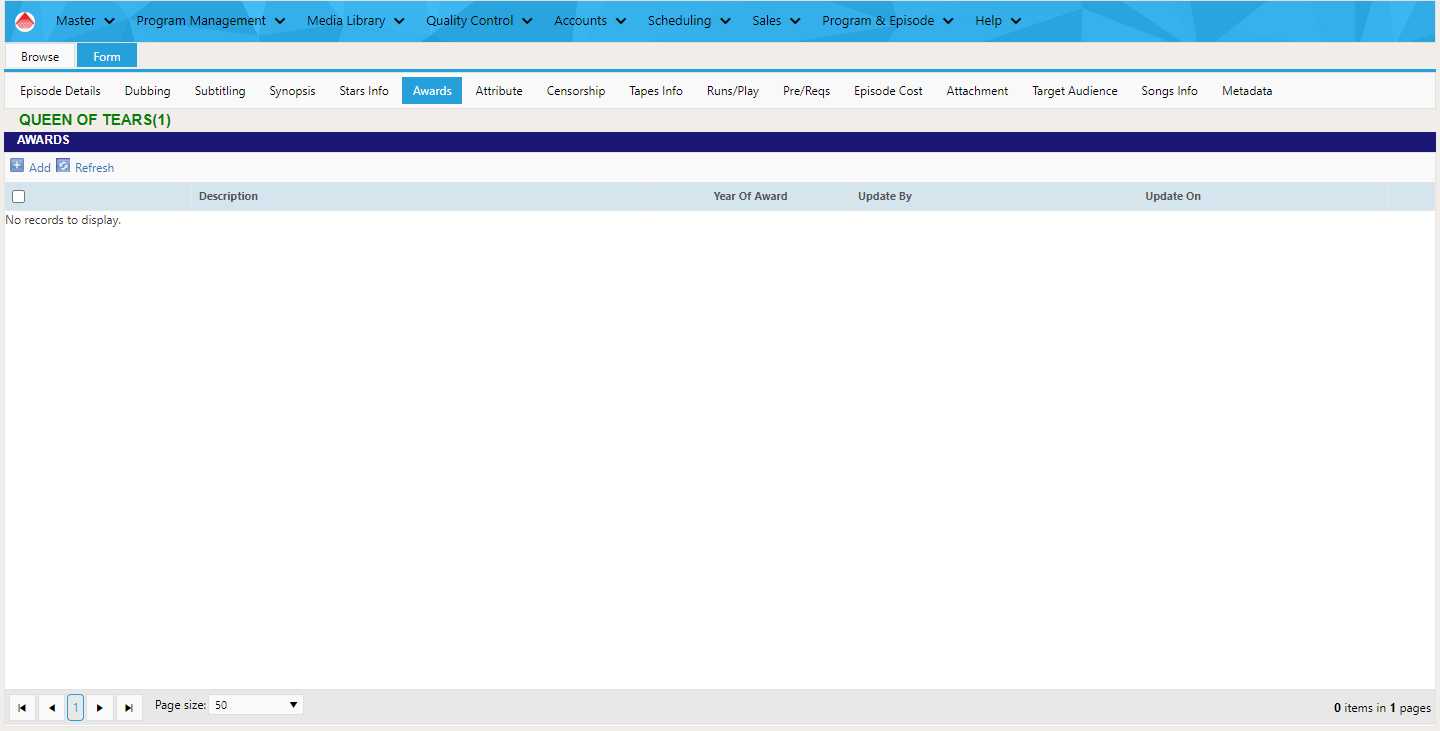 Master Program Management Media Library Quality Control Accounts Scheduling Sales Program & Episode Help
Browse Form
Episode Details Dubbing Subtitling Synopsis Stars Info Awards Attribute Censorship Tapes Info Runs/Play Pre/Reqs Episode Cost Attachment Target Audience Songs Info Metadata
QUEEN OF TEARS(1)
AWARDS
Add Refresh
Description Year Of Award Update By Update On
No records to display.
1 Page size: 50 0 items in 1 pages